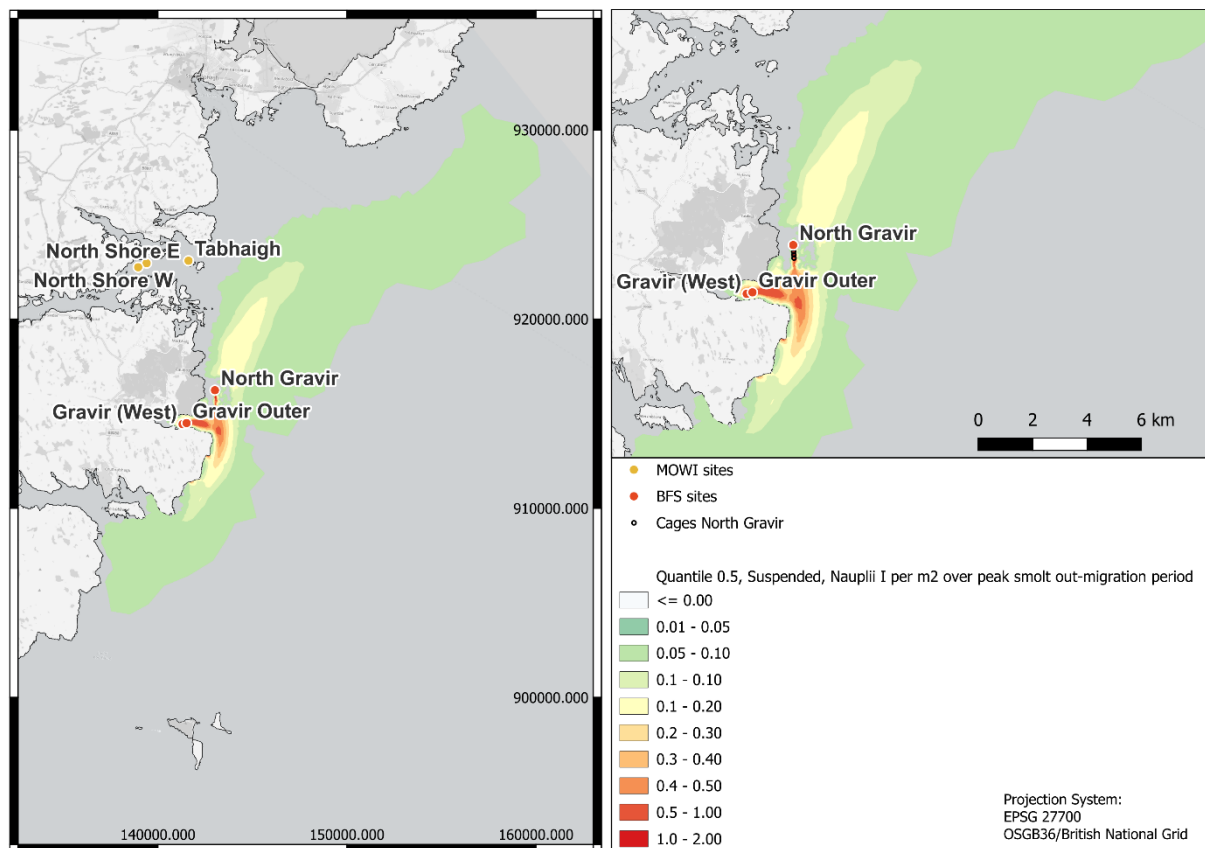 930000.000
North Shore E
Tabhaigh
North Shore W
920000.000
North Gravir
Gravir (West)
Gravir Outer
910000.000
900000.000
140000.000
150000.000
160000.000
North Gravir
Gravir (West)
Gravir Outer
0 2 4 6 km
MOWI sites
BFS sites
Cages North Gravir
Quantile 0.5, Suspended, Nauplii I per m2 over peak smolt out-migration period
<= 0.00
0.01 - 0.05
0.05 - 0.10
0.1 - 0.10
0.1 - 0.20
0.2 - 0.30
0.3 - 0.40
0.4 - 0.50
0.5 - 1.00
1.0 - 2.00
Projection System:
EPSG 27700
OSGB36/British National Grid